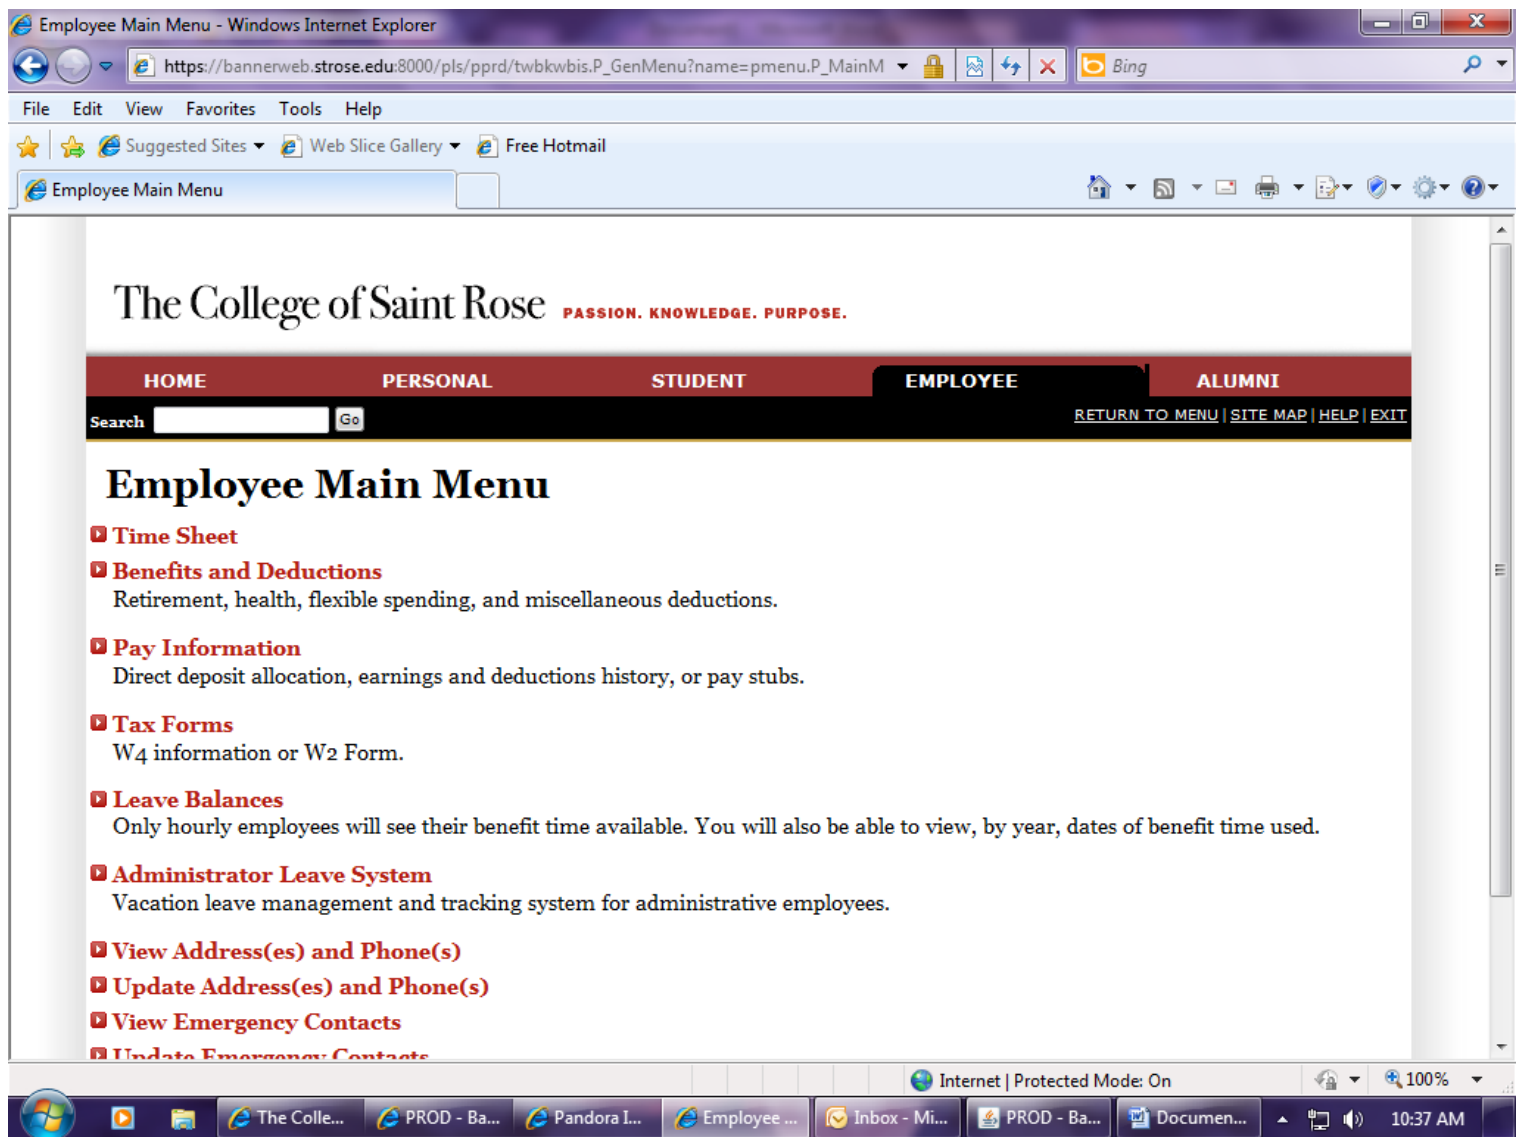 Employee Main Menu - Windows Internet Explorer
https://bannerweb.strose.edu:8000/pls/pprd/twbkwbis.P_GenMenu?name=pmenu.P_MainM
Bing
File Edit View Favorites Tools Help
Suggested Sites Web Slice Gallery Free Hotmail
Employee Main Menu
The College of Saint Rose PASSION. KNOWLEDGE. PURPOSE.
HOME PERSONAL STUDENT EMPLOYEE ALUMNI
Search Go RETURN TO MENU | SITE MAP | HELP | EXIT
Employee Main Menu
Time Sheet
Benefits and Deductions
Retirement, health, flexible spending, and miscellaneous deductions.
Pay Information
Direct deposit allocation, earnings and deductions history, or pay stubs.
Tax Forms
W4 information or W2 Form.
Leave Balances
Only hourly employees will see their benefit time available. You will also be able to view, by year, dates of benefit time used.
Administrator Leave System
Vacation leave management and tracking system for administrative employees.
View Address(es) and Phone(s)
Update Address(es) and Phone(s)
View Emergency Contacts
Update Emergency Contacts
Internet | Protected Mode: On 100%
The Colle... PROD - Ba... Pandora I... Employee ... Inbox - Mi... PROD - Ba... Documen... 10:37 AM